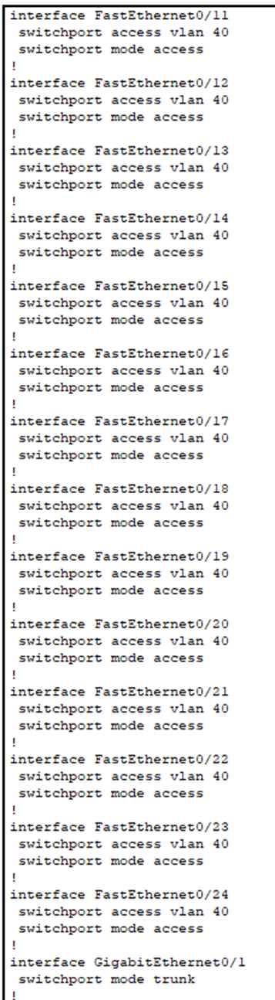 interface FastEthernet0/11
switchport access vlan 40
switchport mode access
!
interface FastEthernet0/12
switchport access vlan 40
switchport mode access
!
interface FastEthernet0/13
switchport access vlan 40
switchport mode access
!
interface FastEthernet0/14
switchport access vlan 40
switchport mode access
!
interface FastEthernet0/15
switchport access vlan 40
switchport mode access
!
interface FastEthernet0/16
switchport access vlan 40
switchport mode access
!
interface FastEthernet0/17
switchport access vlan 40
switchport mode access
!
interface FastEthernet0/18
switchport access vlan 40
switchport mode access
!
interface FastEthernet0/19
switchport access vlan 40
switchport mode access
!
interface FastEthernet0/20
switchport access vlan 40
switchport mode access
!
interface FastEthernet0/21
switchport access vlan 40
switchport mode access
!
interface FastEthernet0/22
switchport access vlan 40
switchport mode access
!
interface FastEthernet0/23
switchport access vlan 40
switchport mode access
!
interface FastEthernet0/24
switchport access vlan 40
switchport mode access
!
interface GigabitEthernet0/1
switchport mode trunk
!